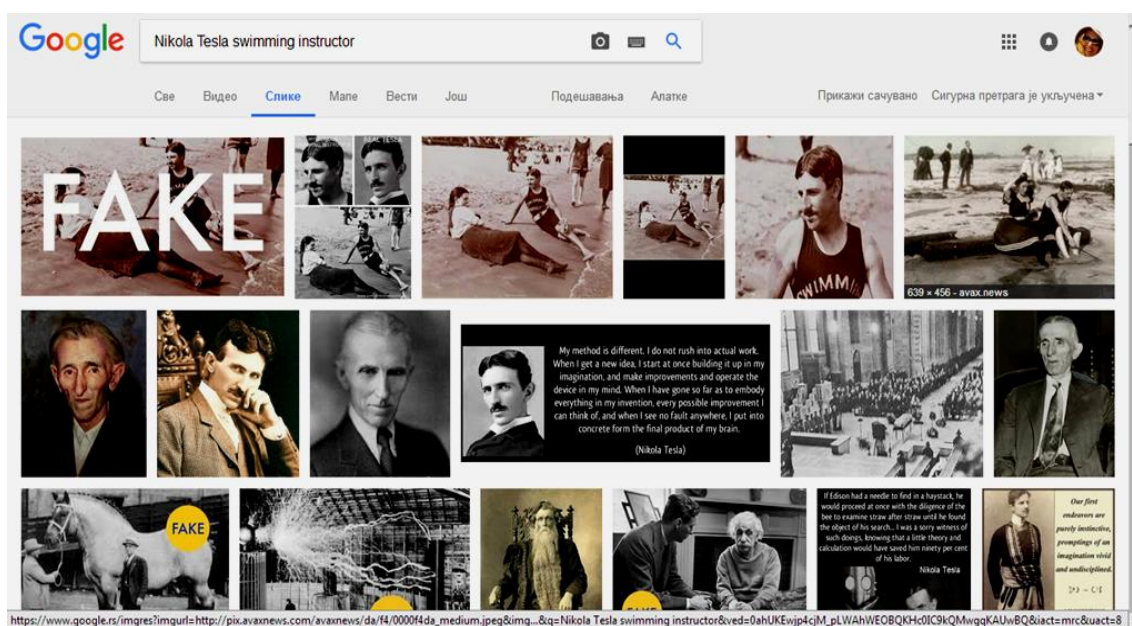 Google
Nikola Tesla swimming instructor
Све Видео Слике Мапе Вести Још Подешавања Алатке Прикажи сачувано Сигурна претрага је укључена
FAKE
SWIMMI
639 × 456 - avax.news
My method is different. I do not rush into actual work.
When I get a new idea, I start at once building it up in my
imagination, and make improvements and operate the
device in my mind. When I have gone so far as to embody
everything in my invention, every possible improvement I
can think of, and when I see no fault anywhere, I put into
concrete form the final product of my brain.
(Nikola Tesla)
FAKE
FAKE
If Edison had a needle to find in a haystack, he
would proceed at once with the diligence of the
bee to examine straw after straw until he found
the object of his search... I was a sorry witness of
such doings, knowing that a little theory and
calculation would have saved him ninety per cent
of his labor.
Nikola Tesla
Our first
endeavors are
purely instinctive,
promptings of an
imagination vivid
and undisciplined.
https://www.google.rs/imgres?imgurl=http://pix.avaxnews.com/avaxnews/da/f4/0000f4da_medium.jpeg&img...&q=Nikola Tesla swimming instructor&ved=0ahUKEwjp4cjM_pLWAhWEOBQKHc0IC9kQMwgqKAUwBQ&iact=mrc&uact=8